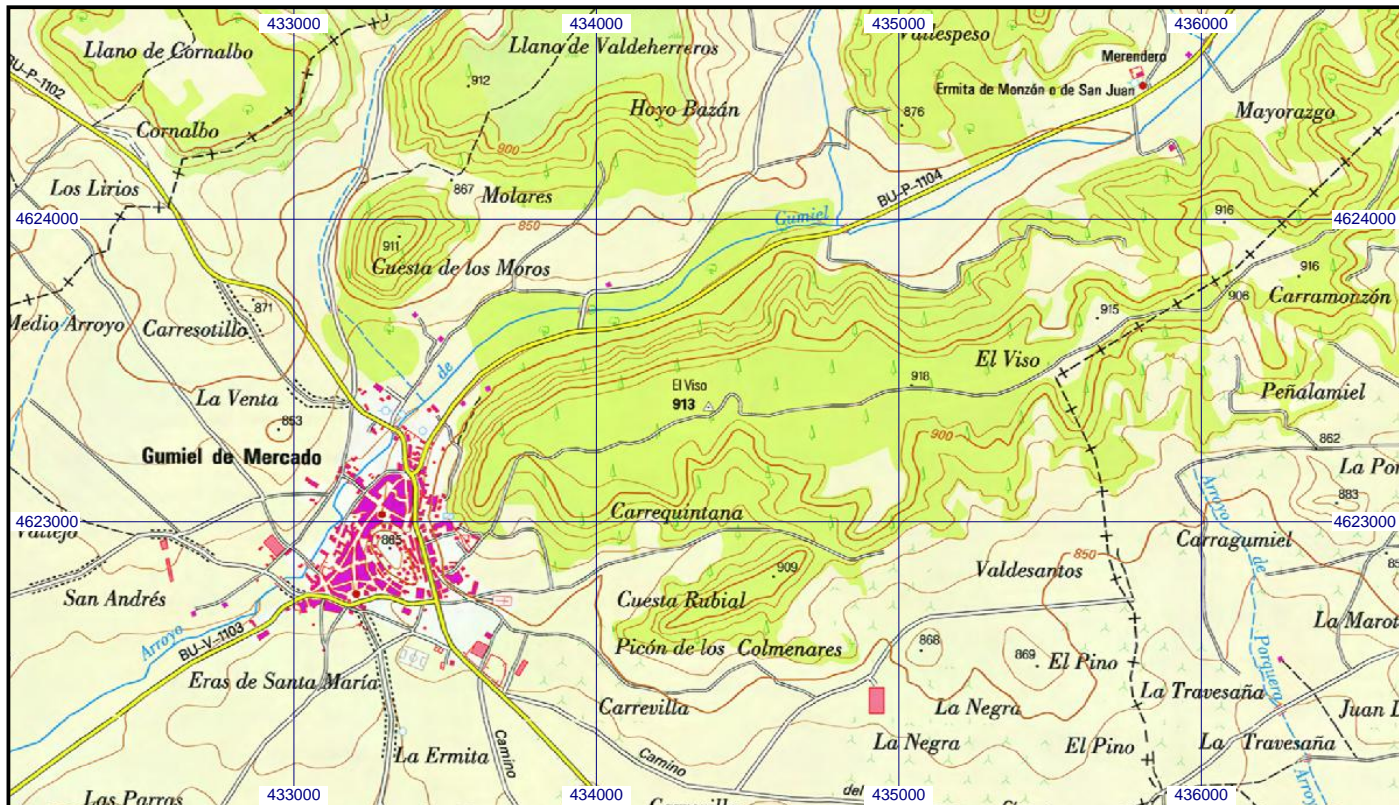 433000
434000
435000
436000
Llano de Cornalbo
Llano de Valdeherreros
Vallespeso
Merendero
BU-P-1102
912
Ermita de Monzón o de San Juan
Hoyo Bazán
876
Mayorazgo
Cornalbo
900
867
Los Lirios
Molares
BU-P-1104
4624000
4624000
850
Gumiel
916
911
Cuesta de los Moros
916
Carramonzón
906
Medio Arroyo
Carresotillo
871
915
de
El Viso
El Viso
913
918
La Venta
Peñalamiel
853
900
862
Gumiel de Mercado
La Por
883
Arroyo
4623000
4623000
Carrequintana
Vallejo
Carragumiel
865
850
de
909
Valdesantos
San Andrés
Cuesta Rubial
La Marot
Arroyo
BU-V-1103
Picón de los Colmenares
868
869
El Pino
Porquera
Eras de Santa María
La Travesaña
Carrevilla
La Negra
Juan D
La Negra
El Pino
La Travesaña
La Ermita
Camino
Camino
del
Arroy
Las Parras
433000
434000
435000
436000